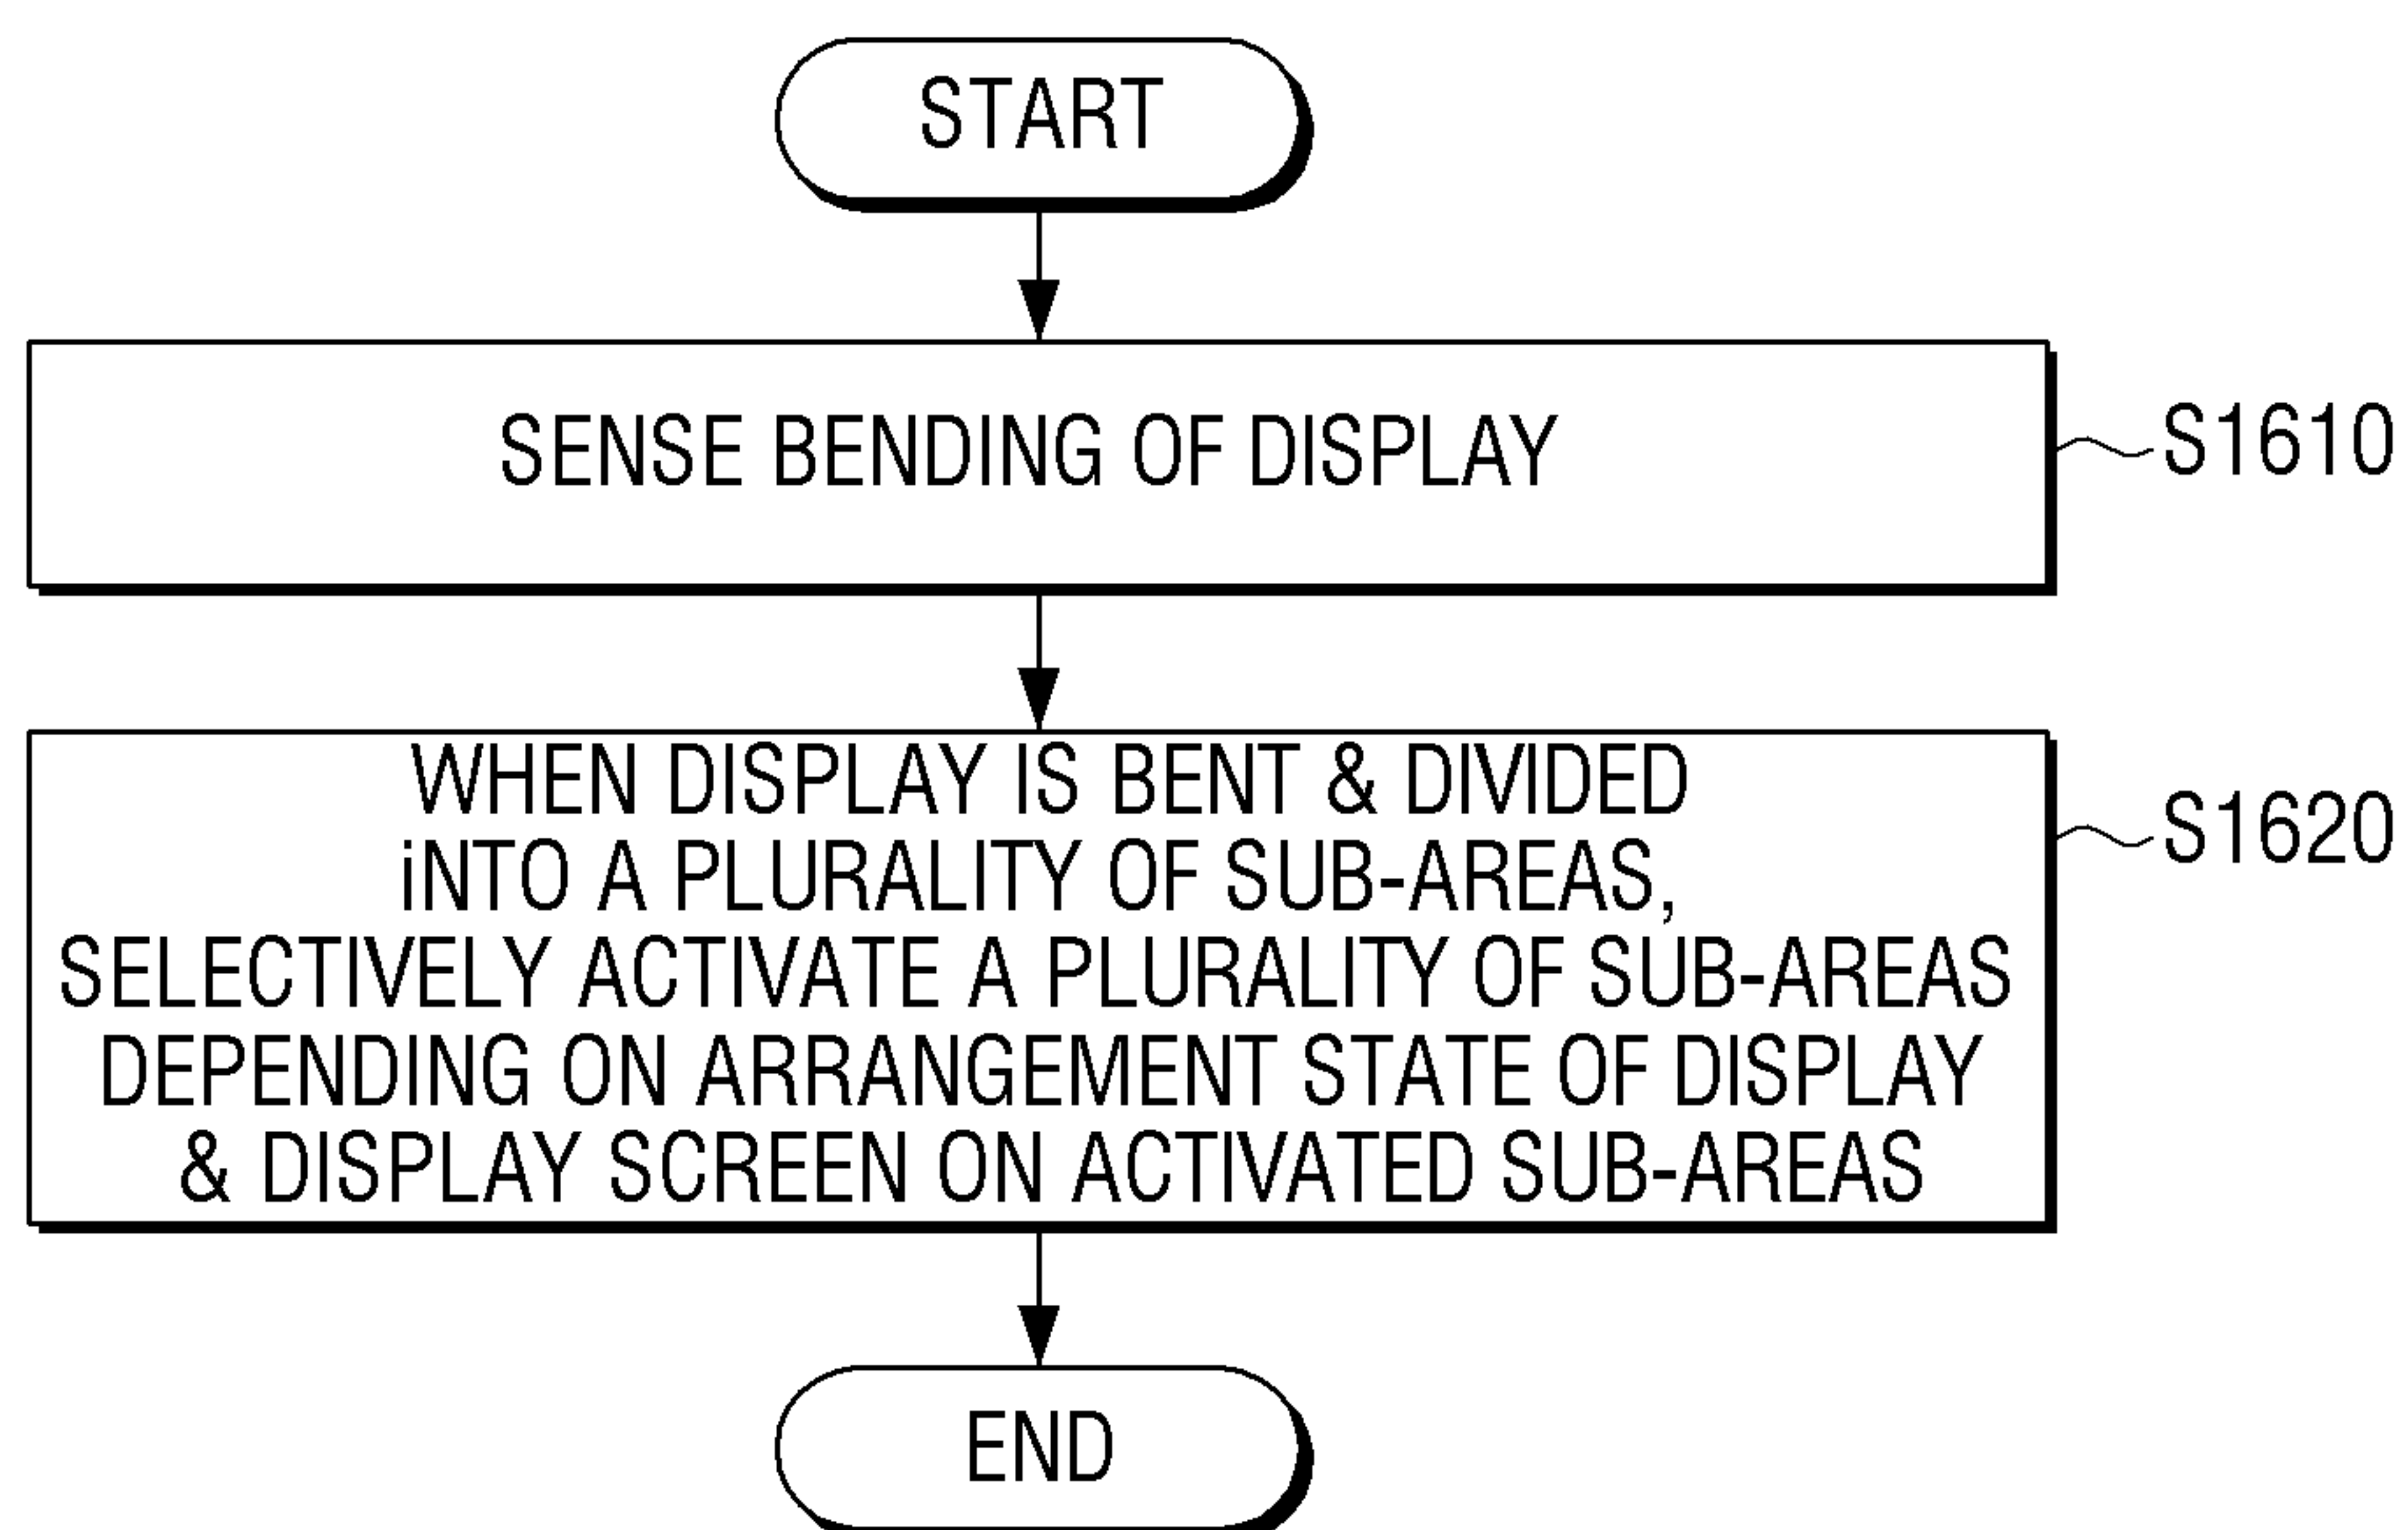 START
SENSE BENDING OF DISPLAY
S1610
WHEN DISPLAY IS BENT & DIVIDED
iNTO A PLURALITY OF SUB-AREAS,
SELECTIVELY ACTIVATE A PLURALITY OF SUB-AREAS
DEPENDING ON ARRANGEMENT STATE OF DISPLAY
& DISPLAY SCREEN ON ACTIVATED SUB-AREAS
S1620
END